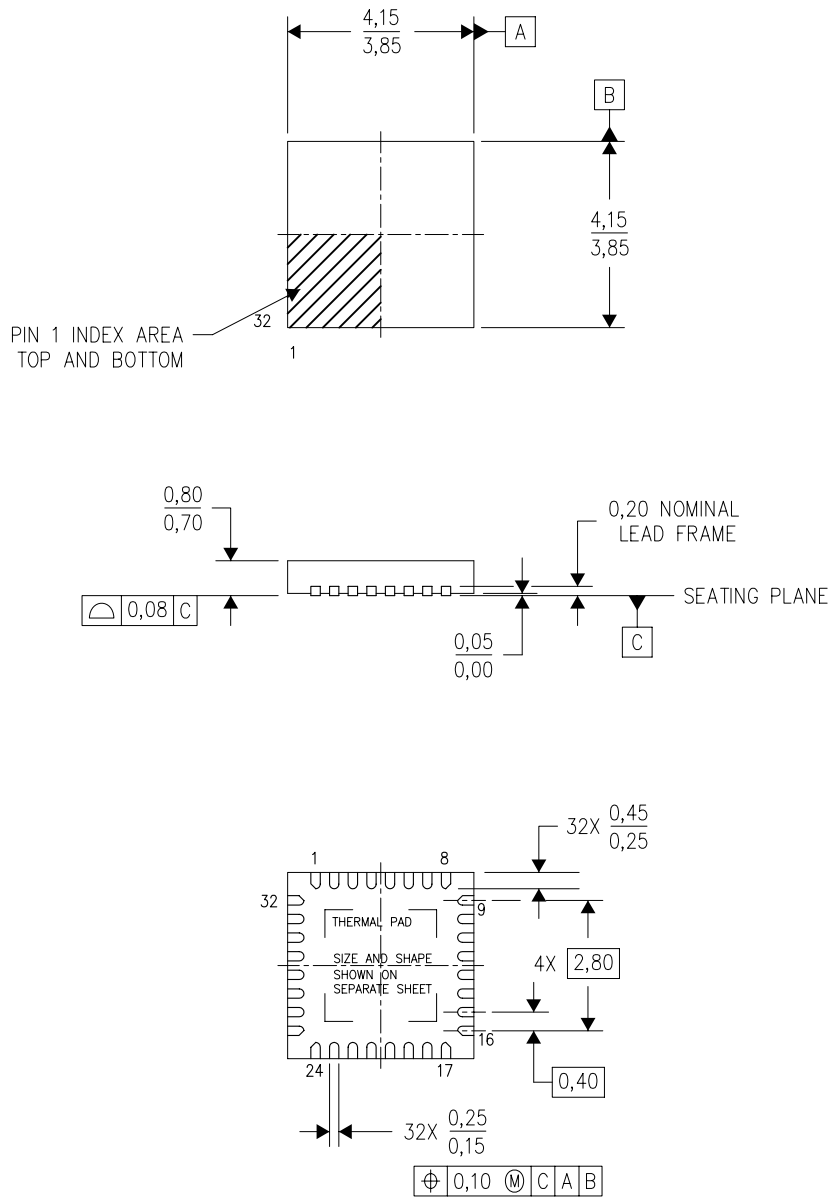 4,15
3,85
A
B
4,15
3,85
PIN 1 INDEX AREA
TOP AND BOTTOM
32
1
0,80
0,70
0,20 NOMINAL
LEAD FRAME
0,08 C
SEATING PLANE
0,05
0,00
C
32X 0,45
0,25
1
8
32
9
THERMAL PAD
SIZE AND SHAPE
SHOWN ON
SEPARATE SHEET
4X 2,80
16
24
17
0,40
32X 0,25
0,15
⌖ 0,10 Ⓜ C A B